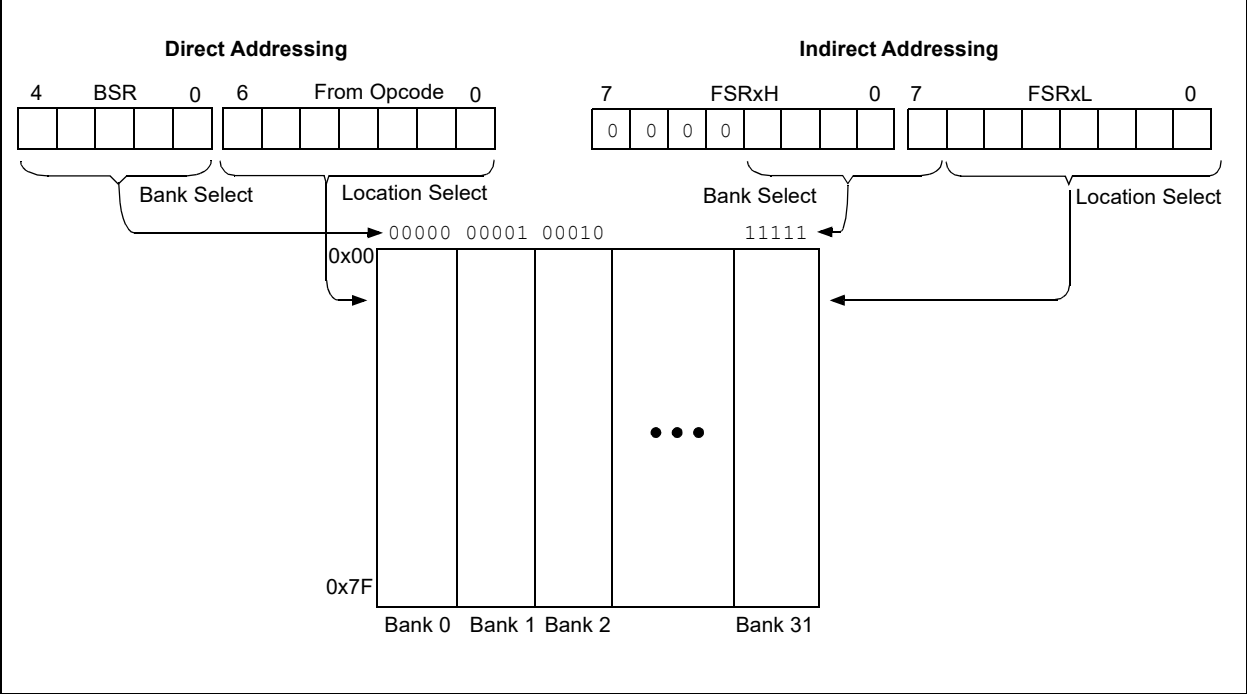 Direct Addressing Indirect Addressing
4 BSR 0 6 From Opcode 0 7 FSRxH 0 7 FSRxL 0
0 0 0 0
Bank Select Location Select Bank Select Location Select
00000 00001 00010 11111
0x00
0x7F
Bank 0 Bank 1 Bank 2 Bank 31